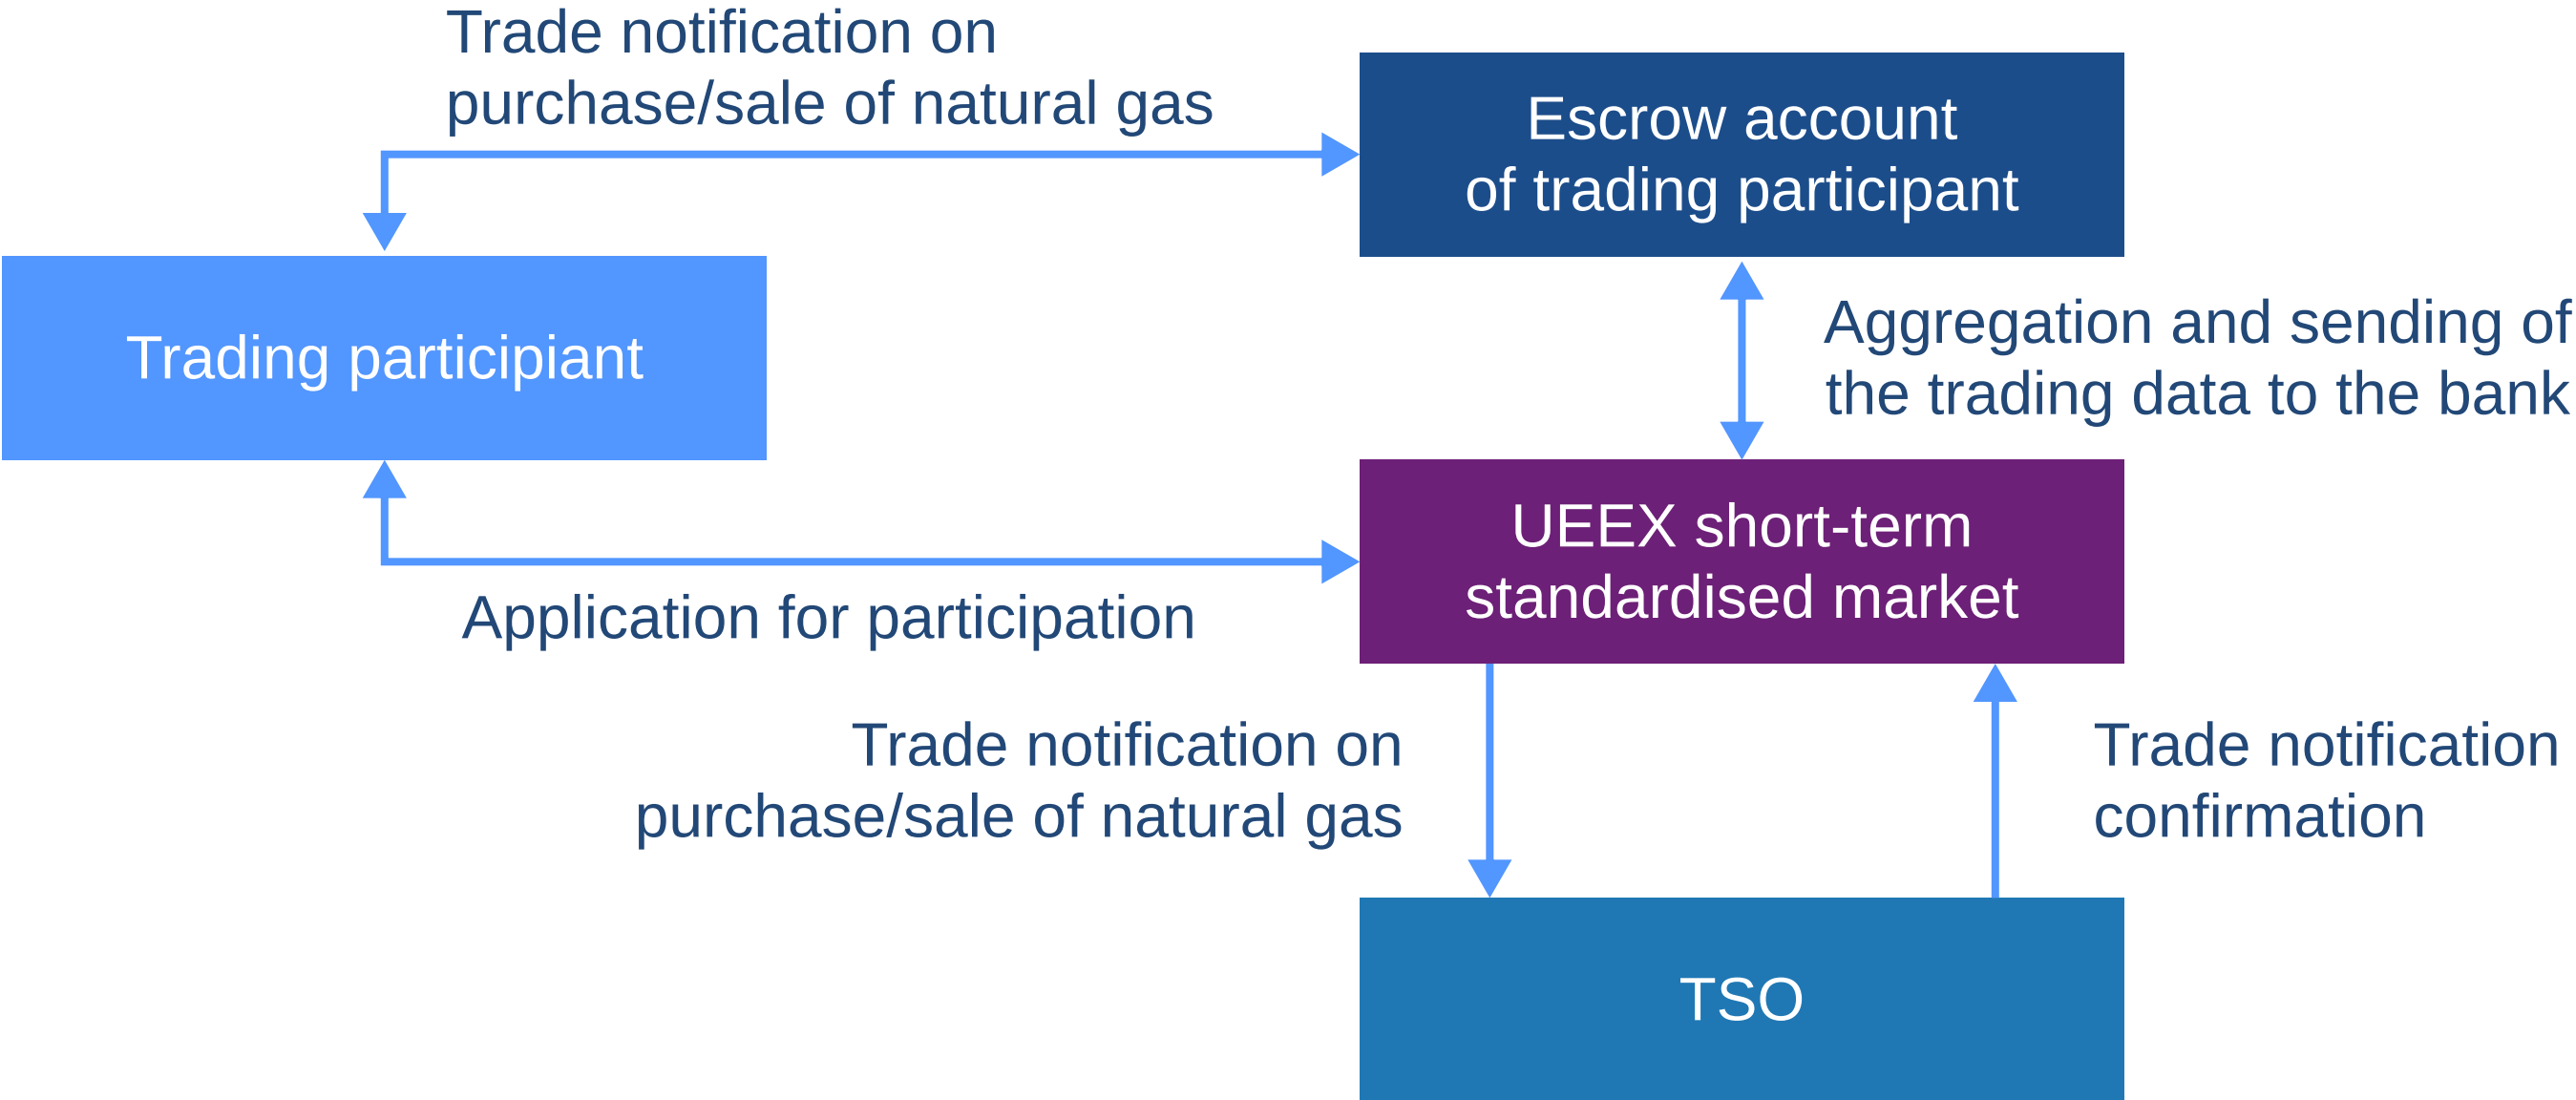 Trade notification on
purchase/sale of natural gas
Escrow account
of trading participant
Trading participiant
Aggregation and sending of
the trading data to the bank
UEEX short-term
standardised market
Application for participation
Trade notification on
purchase/sale of natural gas
Trade notification
confirmation
TSO